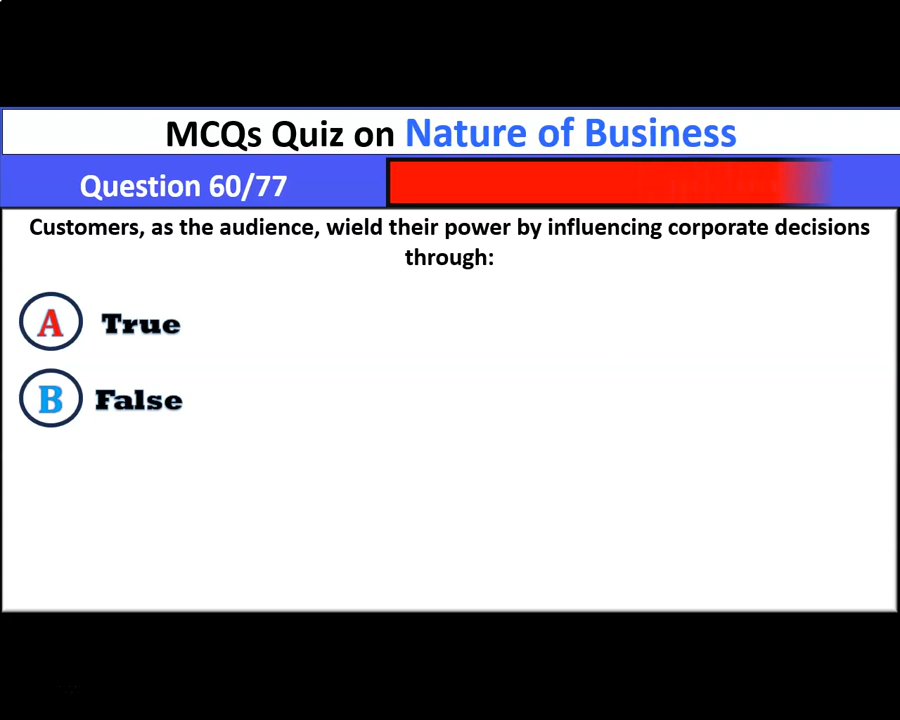 MCQs Quiz on Nature of Business
Question 60/77
Customers, as the audience, wield their power by influencing corporate decisions
through:
A True
B False